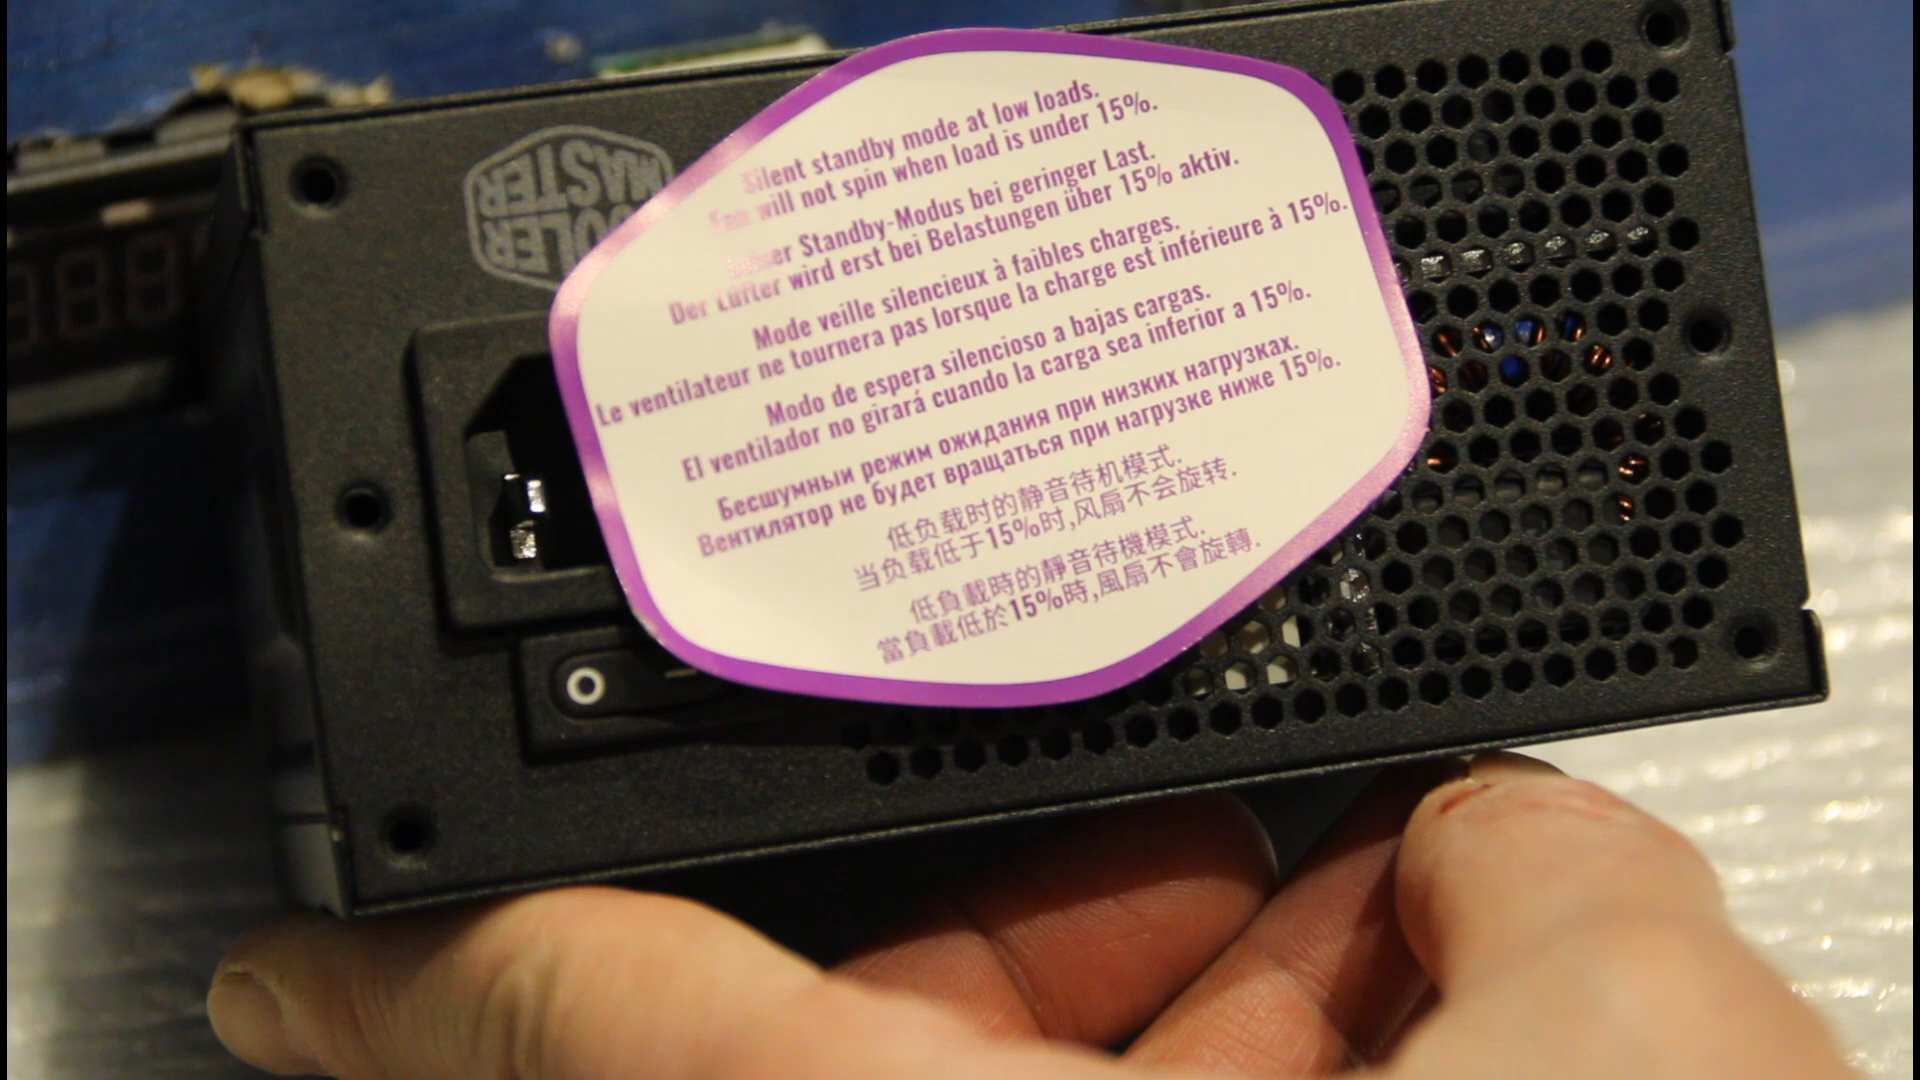 COOLER
MASTER
Silent standby mode at low loads.
Fan will not spin when load is under 15%.
Leiser Standby-Modus bei geringer Last.
Der Lüfter wird erst bei Belastungen über 15% aktiv.
Mode veille silencieux à faibles charges.
Le ventilateur ne tournera pas lorsque la charge est inférieure à 15%.
Modo de espera silencioso a bajas cargas.
El ventilador no girará cuando la carga sea inferior a 15%.
Бесшумный режим ожидания при низких нагрузках.
Вентилятор не будет вращаться при нагрузке ниже 15%.
低负载时的静音待机模式.
当负载低于15%时,风扇不会旋转.
低負載時的靜音待機模式.
當負載低於15%時,風扇不會旋轉.
888